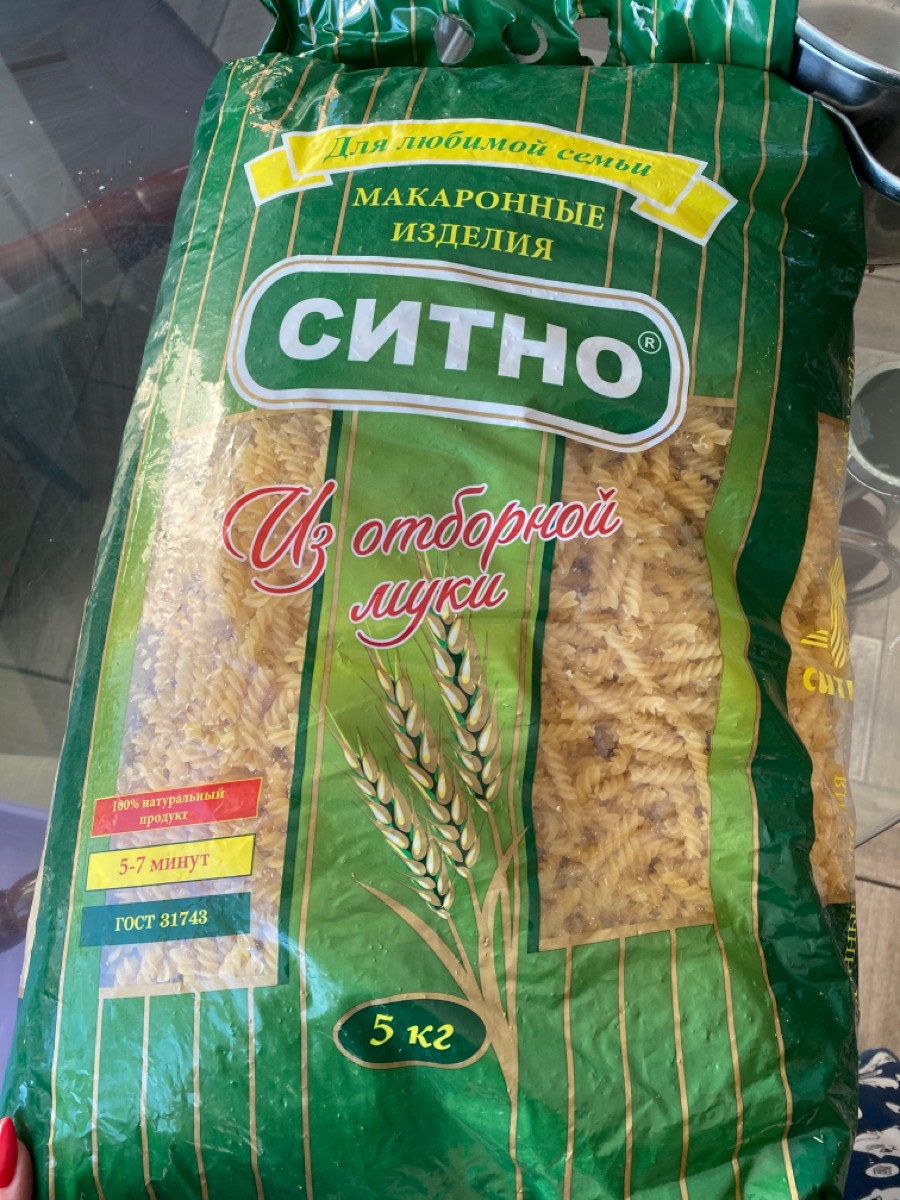 Для любимой семьи
МАКАРОННЫЕ
ИЗДЕЛИЯ
СИТНО®
Из отборной
муки
100% натуральный
продукт
5-7 минут
ГОСТ 31743
5 кг